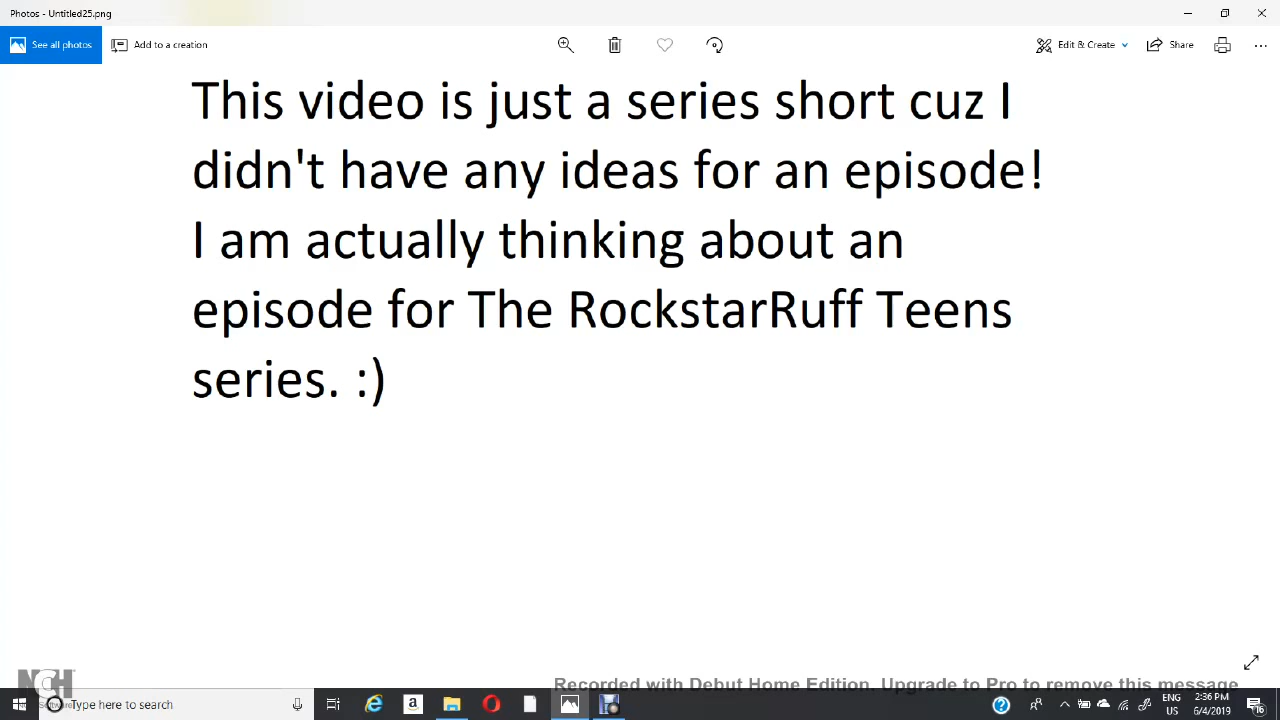 Photos - Untitled25.png
See all photos
Add to a creation
Edit & Create
Share
This video is just a series short cuz I
didn't have any ideas for an episode!
I am actually thinking about an
episode for The RockstarRuff Teens
series. :)
NCH
Recorded with Debut Home Edition. Upgrade to Pro to remove this message
Type here to search
ENG
US
2:36 PM
6/4/2019
16